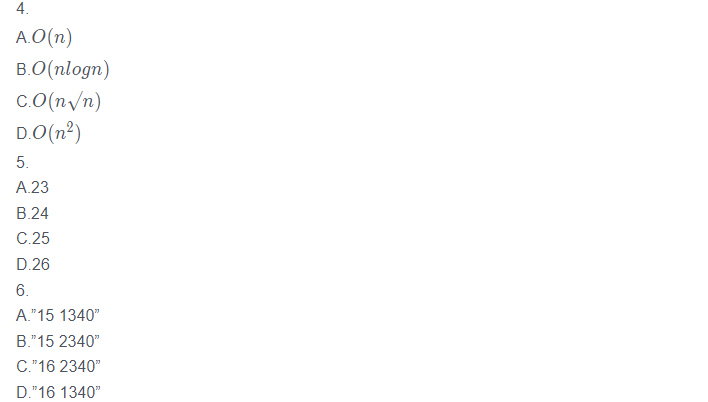 4.
A.O(n)
B.O(nlogn)
C.O(n√n)
D.O(n²)
5.
A.23
B.24
C.25
D.26
6.
A.”15 1340”
B.”15 2340”
C.”16 2340”
D.”16 1340”